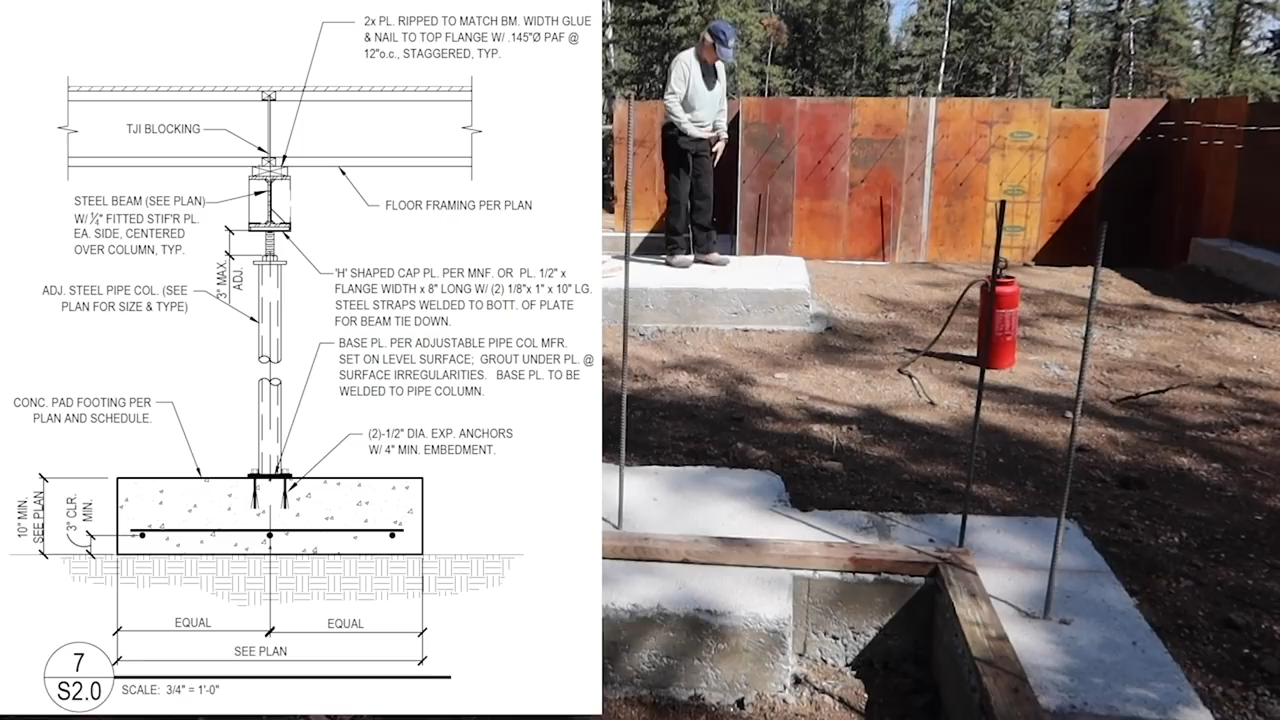 2x PL. RIPPED TO MATCH BM. WIDTH GLUE
& NAIL TO TOP FLANGE W/ .145"Ø PAF @
12"o.c., STAGGERED, TYP.
TJI BLOCKING
STEEL BEAM (SEE PLAN)
W/ ¼" FITTED STIF'R PL.
EA. SIDE, CENTERED
OVER COLUMN, TYP.
FLOOR FRAMING PER PLAN
3" MAX.
ADJ.
'H' SHAPED CAP PL. PER MNF. OR PL. 1/2" x
FLANGE WIDTH x 8" LONG W/ (2) 1/8"x 1" x 10" LG.
STEEL STRAPS WELDED TO BOTT. OF PLATE
FOR BEAM TIE DOWN.
ADJ. STEEL PIPE COL. (SEE
PLAN FOR SIZE & TYPE)
BASE PL. PER ADJUSTABLE PIPE COL MFR.
SET ON LEVEL SURFACE; GROUT UNDER PL. @
SURFACE IRREGULARITIES. BASE PL. TO BE
WELDED TO PIPE COLUMN.
CONC. PAD FOOTING PER
PLAN AND SCHEDULE.
(2)-1/2" DIA. EXP. ANCHORS
W/ 4" MIN. EMBEDMENT.
10" MIN.
SEE PLAN
3" CLR.
MIN.
EQUAL
EQUAL
SEE PLAN
7
S2.0
SCALE: 3/4" = 1'-0"